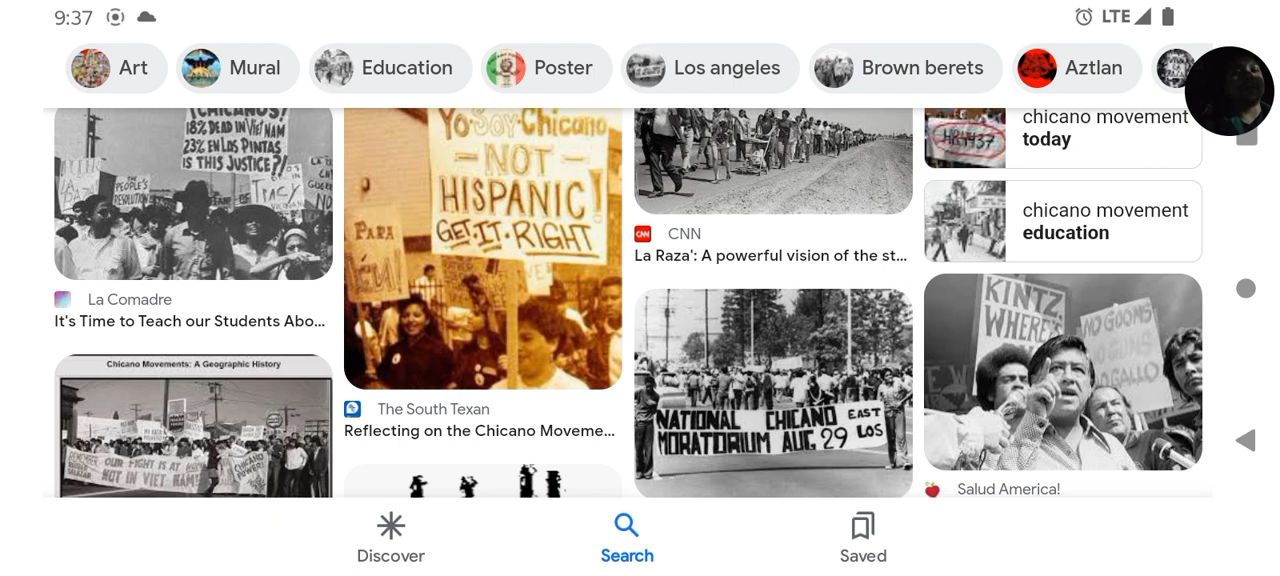 9:37
LTE
Art
Mural
Education
Poster
Los angeles
Brown berets
Aztlan
¡CHICANOS!
18% DEAD IN VIET NAM
23% EN LOS PINTAS
IS THIS JUSTICE?!
THE
PEOPLE'S
TRACY
La Comadre
It's Time to Teach our Students Abo...
Chicano Movements: A Geographic History
OUR FIGHT IS AT
NOT IN VIET NAM!
CHICANO
POWER!
Yo Soy Chicano
- NOT -
HISPANIC!
GET·IT·RIGHT
PARA
The South Texan
Reflecting on the Chicano Moveme...
CNN
CNN
La Raza': A powerful vision of the st...
NATIONAL CHICANO EAST
MORATORIUM AUG 29 LOS
chicano movement
today
chicano movement
education
KINTZ,
WHERE'S
GALLO
Salud America!
Discover
Search
Saved